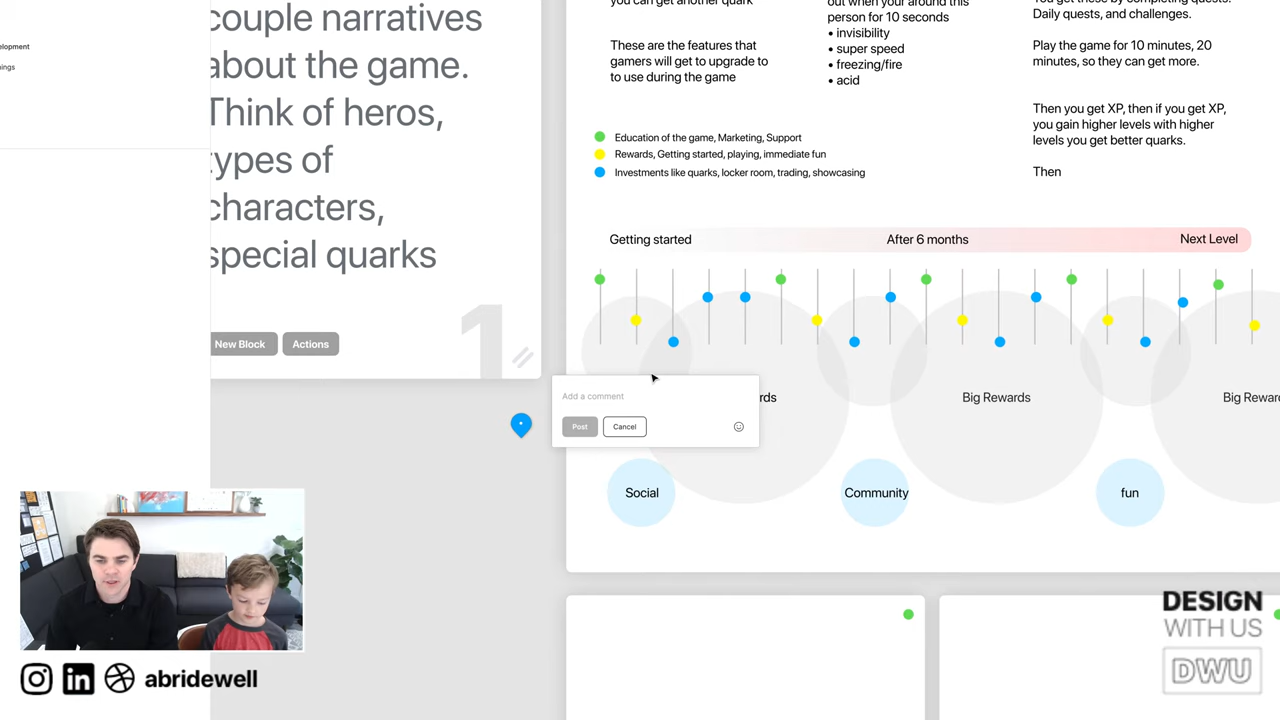 elopment
ings
couple narratives
about the game.
Think of heros,
types of
characters,
special quarks
New Block
Actions
1
you can get another quark
These are the features that
gamers will get to upgrade to
to use during the game
out when your around this
person for 10 seconds
• invisibility
• super speed
• freezing/fire
• acid
You get these by completing quests.
Daily quests, and challenges.
Play the game for 10 minutes, 20
minutes, so they can get more.
Then you get XP, then if you get XP,
you gain higher levels with higher
levels you get better quarks.
Then
Education of the game, Marketing, Support
Rewards, Getting started, playing, immediate fun
Investments like quarks, locker room, trading, showcasing
Getting started
After 6 months
Next Level
Add a comment
Post
Cancel
rds
Big Rewards
Big Rewar
Social
Community
fun
abridewell
DESIGN
WITH US
DWU